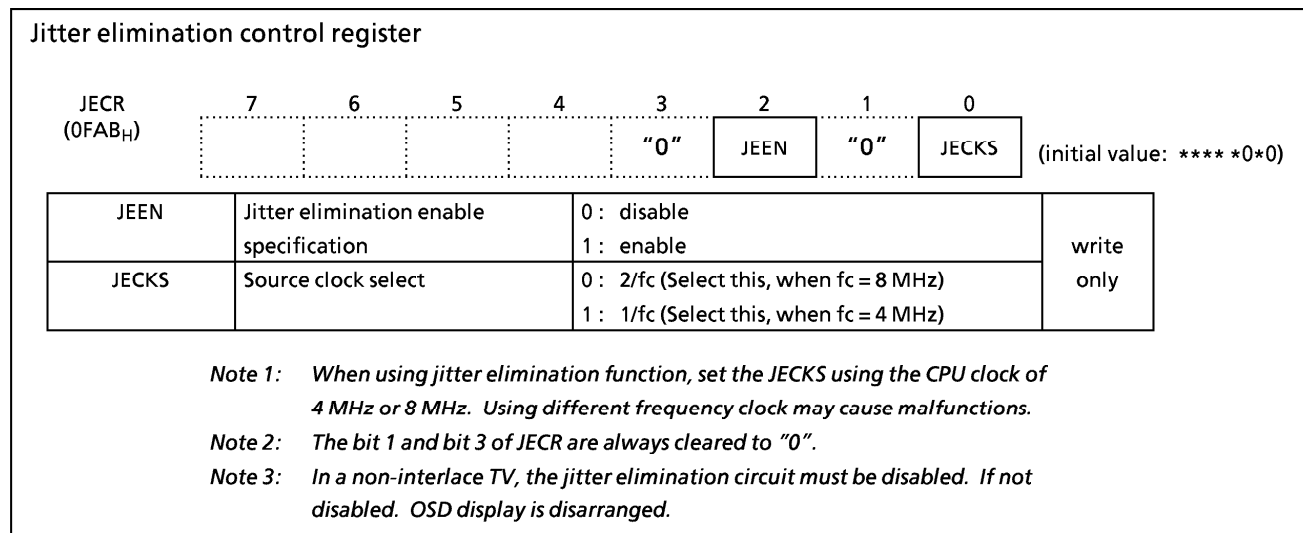 Jitter elimination control register
JECR 7 6 5 4 3 2 1 0
(0FABH) "0" JEEN "0" JECKS (initial value: **** *0*0)
JEEN Jitter elimination enable 0 : disable
specification 1 : enable write
JECKS Source clock select 0 : 2/fc (Select this, when fc = 8 MHz) only
1 : 1/fc (Select this, when fc = 4 MHz)
Note 1: When using jitter elimination function, set the JECKS using the CPU clock of
4 MHz or 8 MHz. Using different frequency clock may cause malfunctions.
Note 2: The bit 1 and bit 3 of JECR are always cleared to "0".
Note 3: In a non-interlace TV, the jitter elimination circuit must be disabled. If not
disabled. OSD display is disarranged.